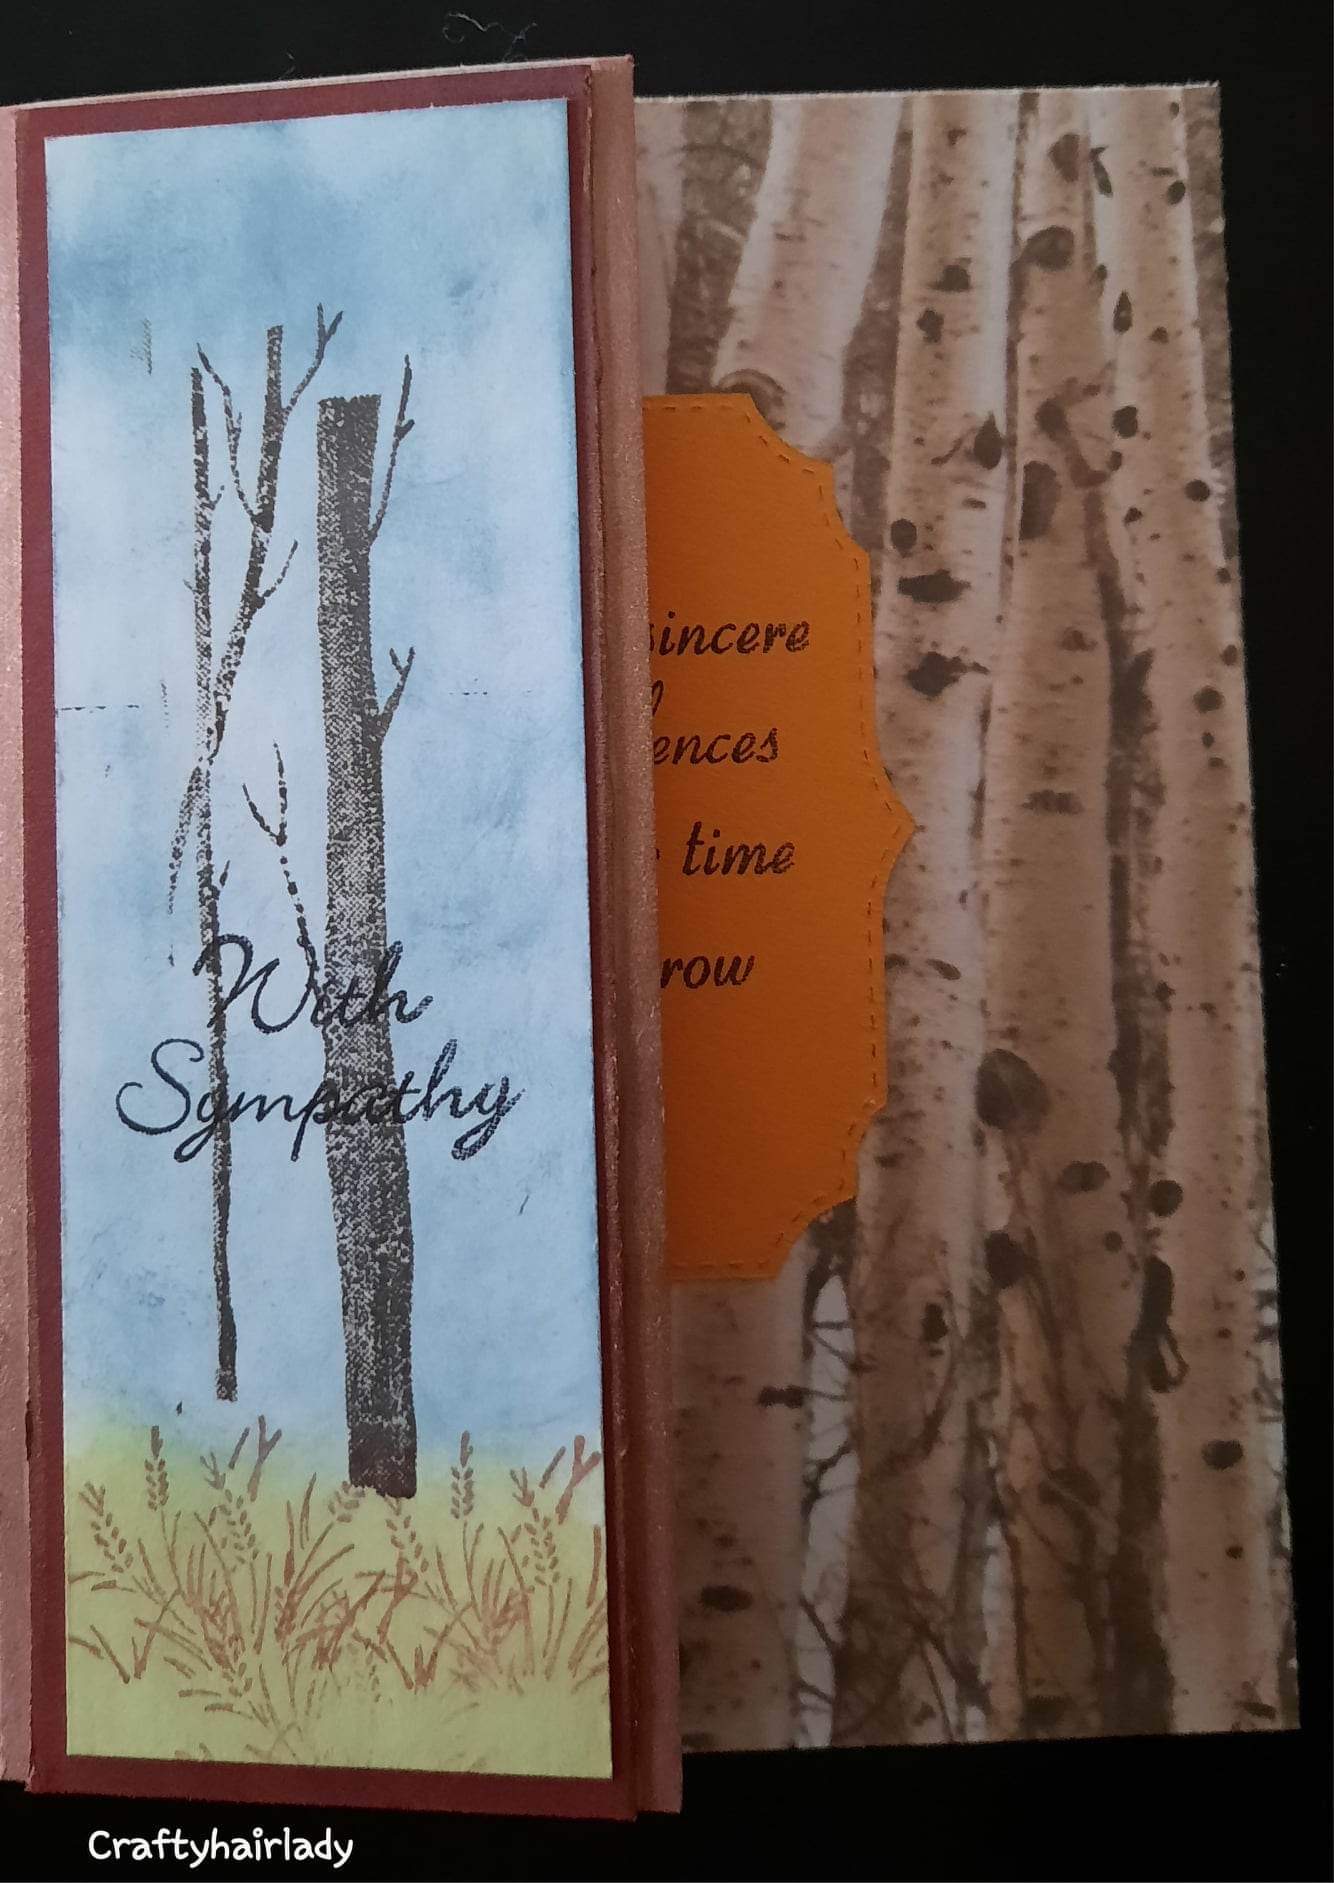 With
Sympathy
sincere
ences
time
row
Craftyhairlady